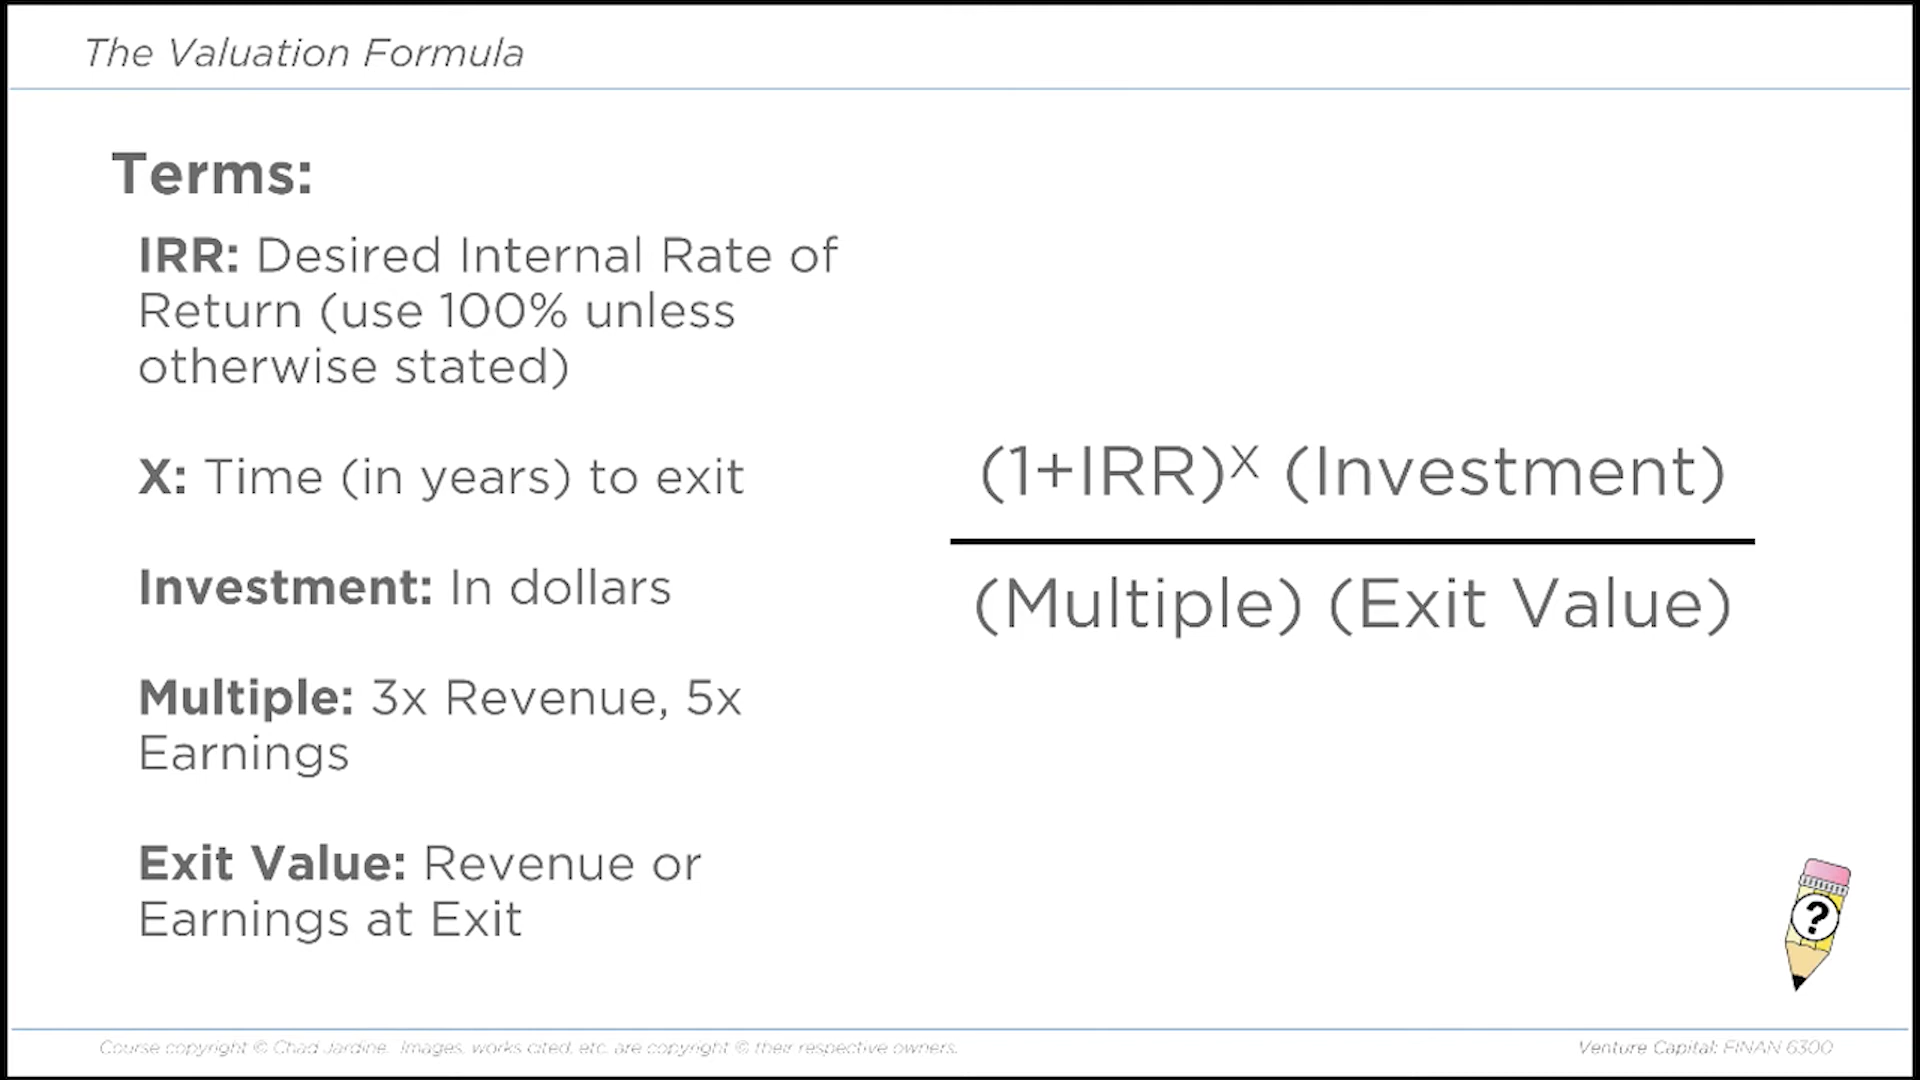 The Valuation Formula
Terms:
IRR: Desired Internal Rate of
Return (use 100% unless
otherwise stated)
X: Time (in years) to exit
Investment: In dollars
Multiple: 3x Revenue, 5x
Earnings
Exit Value: Revenue or
Earnings at Exit
(1+IRR)ˣ (Investment)
(Multiple) (Exit Value)
?
Course copyright © Chad Jardine. Images, works cited, etc. are copyright © their respective owners.
Venture Capital: FINAN 6300